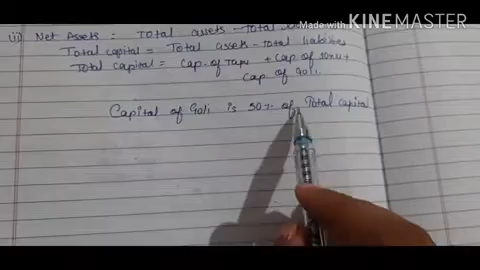 Made with KINEMASTER
(ii) Net Assets : Total assets - Total
Total capital = Total assets - Total liabilities
Total capital = Cap. of Tapu + Cap of Sonu +
Cap of Goli.
Capital of Goli is 50% of Total capital